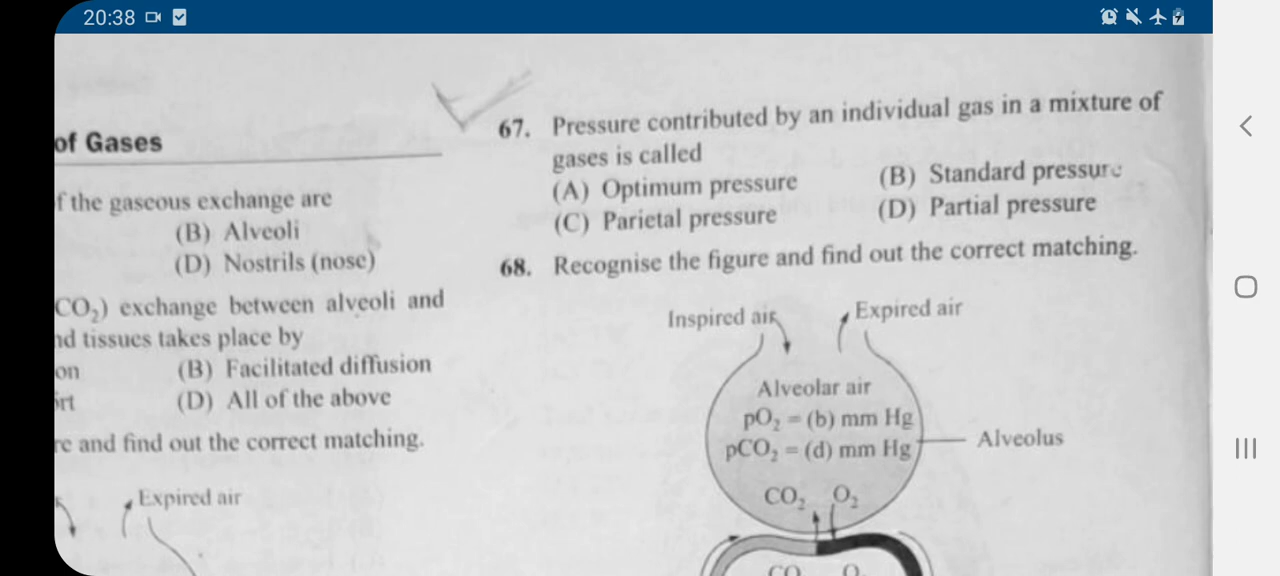 20:38
of Gases
f the gaseous exchange are
(B) Alveoli
(D) Nostrils (nose)
CO₂) exchange between alveoli and
nd tissues takes place by
on (B) Facilitated diffusion
ort (D) All of the above
re and find out the correct matching.
Expired air
67. Pressure contributed by an individual gas in a mixture of
gases is called
(A) Optimum pressure (B) Standard pressure
(C) Parietal pressure (D) Partial pressure
68. Recognise the figure and find out the correct matching.
Inspired air Expired air
Alveolar air
pO₂ = (b) mm Hg
pCO₂ = (d) mm Hg
Alveolus
CO₂ O₂
CO O